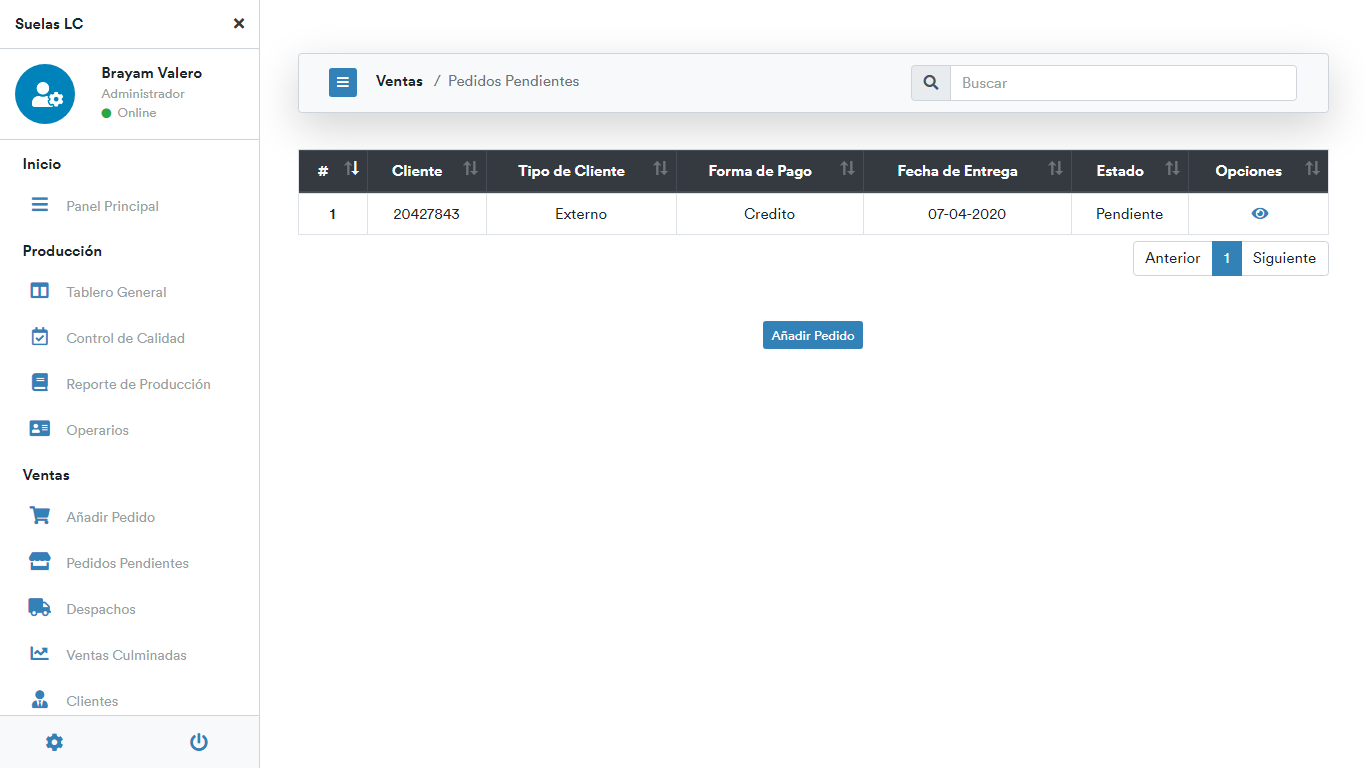 Suelas LC
Brayam Valero
Administrador
Online
Inicio
Panel Principal
Producción
Tablero General
Control de Calidad
Reporte de Producción
Operarios
Ventas
Añadir Pedido
Pedidos Pendientes
Despachos
Ventas Culminadas
Clientes
Ventas / Pedidos Pendientes
Buscar
# Cliente Tipo de Cliente Forma de Pago Fecha de Entrega Estado Opciones
1 20427843 Externo Credito 07-04-2020 Pendiente
Anterior 1 Siguiente
Añadir Pedido